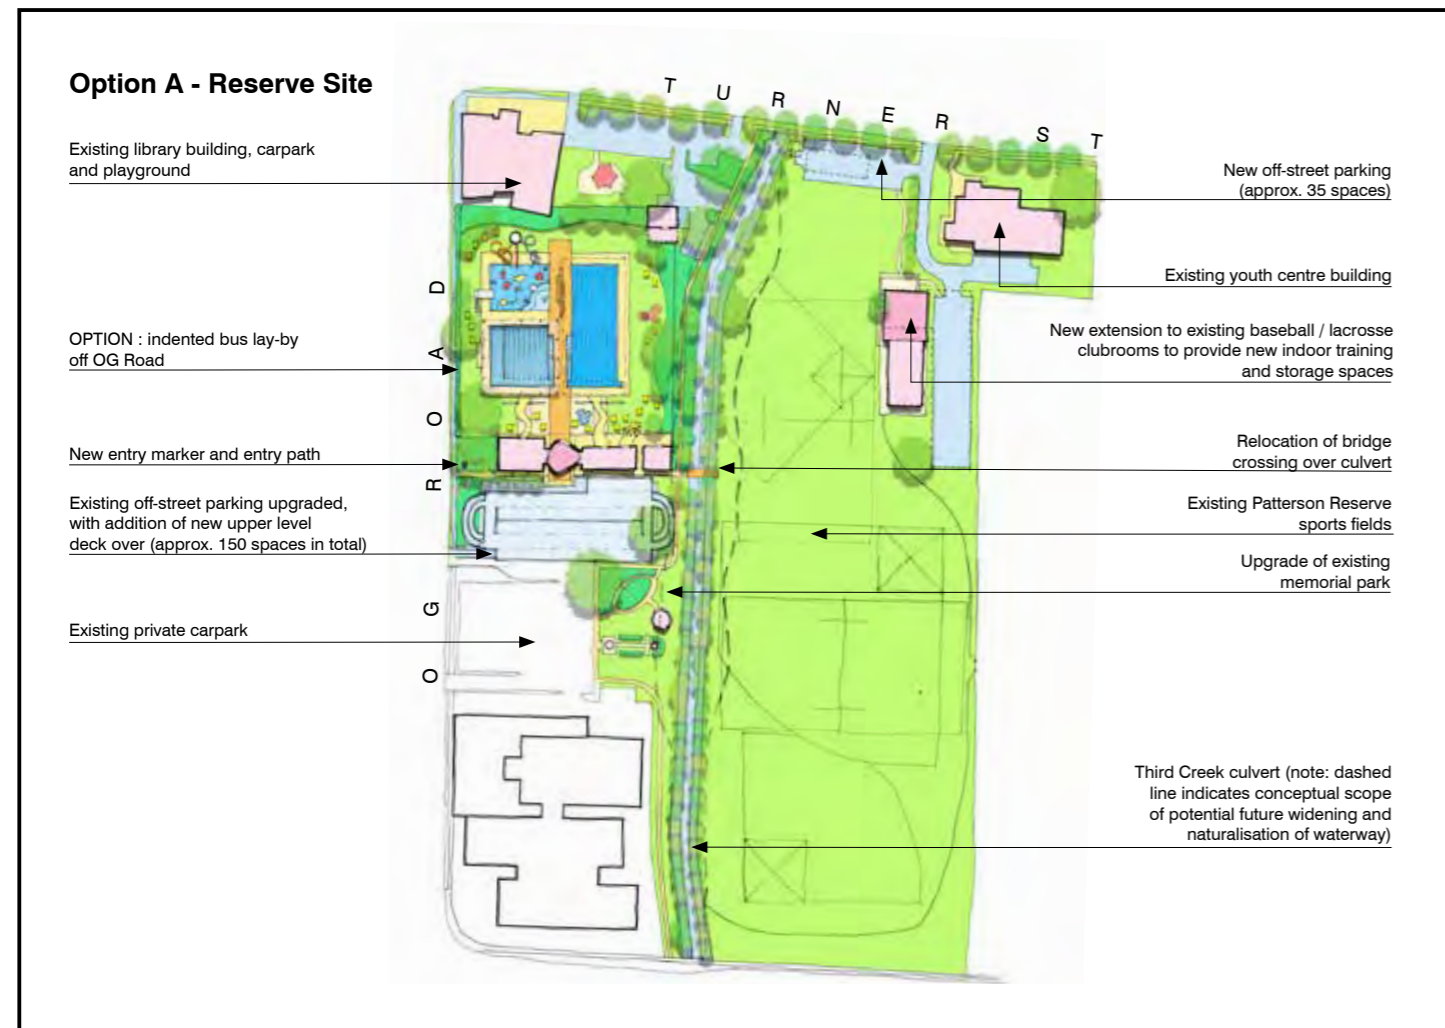 Option A - Reserve Site
TURNER ST
Existing library building, carpark
and playground
OPTION : indented bus lay-by
off OG Road
New entry marker and entry path
Existing off-street parking upgraded,
with addition of new upper level
deck over (approx. 150 spaces in total)
Existing private carpark
OG ROAD
New off-street parking
(approx. 35 spaces)
Existing youth centre building
New extension to existing baseball / lacrosse
clubrooms to provide new indoor training
and storage spaces
Relocation of bridge
crossing over culvert
Existing Patterson Reserve
sports fields
Upgrade of existing
memorial park
Third Creek culvert (note: dashed
line indicates conceptual scope
of potential future widening and
naturalisation of waterway)